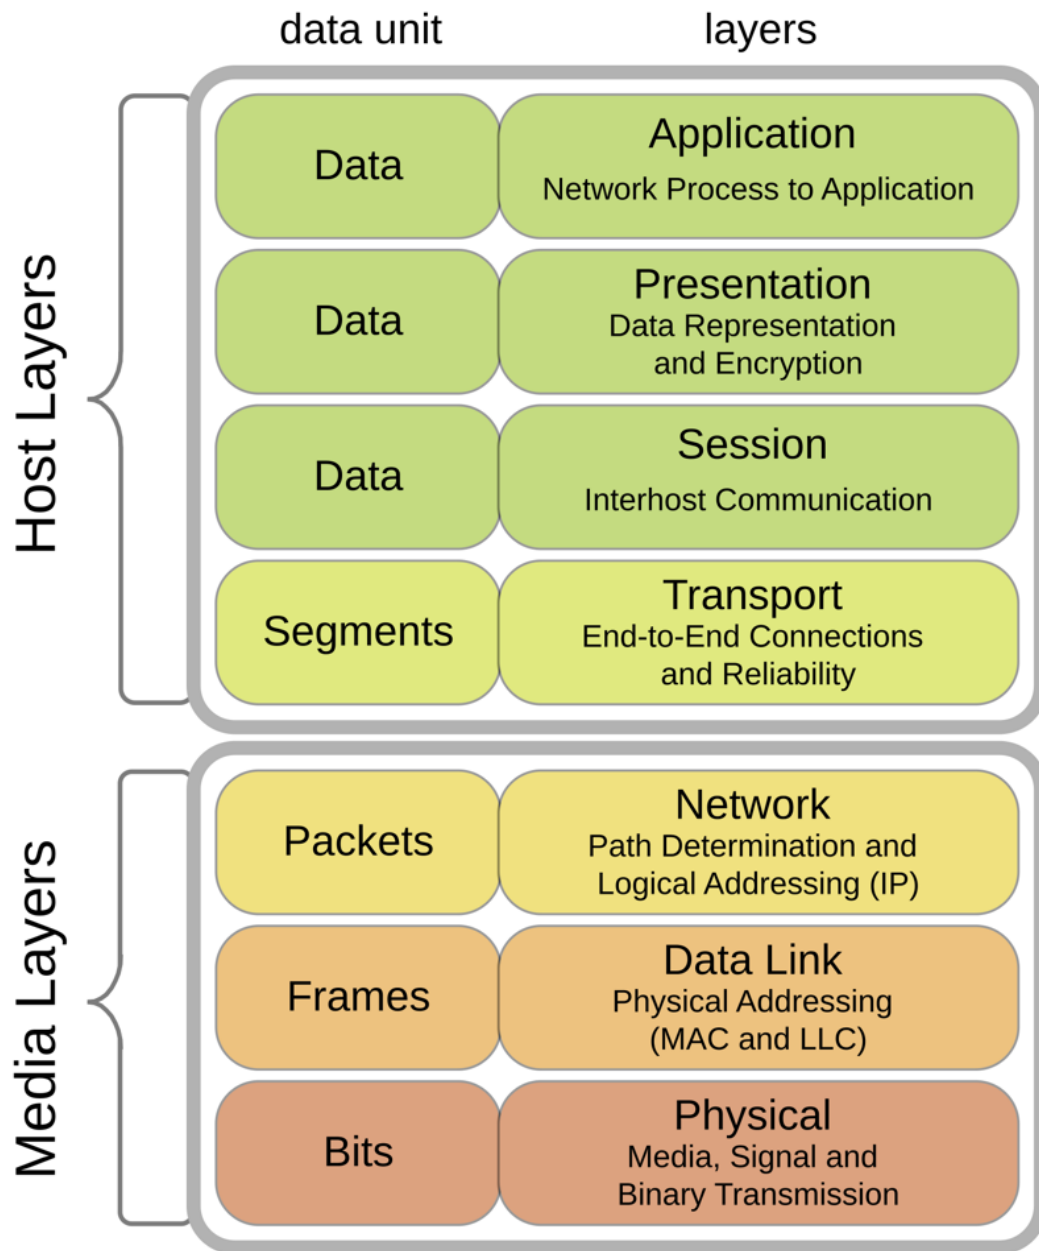 data unit
layers
Host Layers
Data
Application
Network Process to Application
Data
Presentation
Data Representation
and Encryption
Data
Session
Interhost Communication
Segments
Transport
End-to-End Connections
and Reliability
Media Layers
Packets
Network
Path Determination and
Logical Addressing (IP)
Frames
Data Link
Physical Addressing
(MAC and LLC)
Bits
Physical
Media, Signal and
Binary Transmission